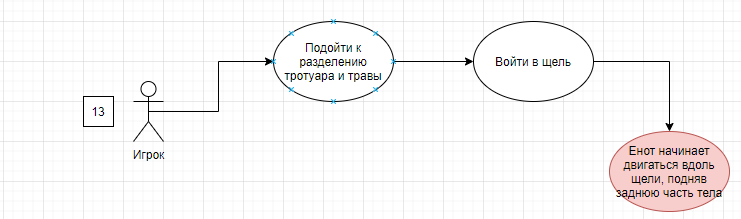 Подойти к
разделению
тротуара и травы
Войти в щель
13
Игрок
Енот начинает
двигаться вдоль
щели, подняв
заднюю часть тела